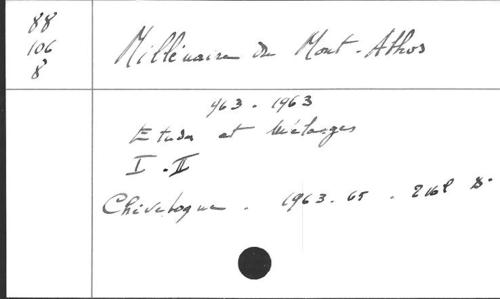 88
106
8
Millénaire du Mont-Athos
963 - 1963
Etudes et Mélanges
I - II
Chevetogne . 1963-65 . 2 vol 8°